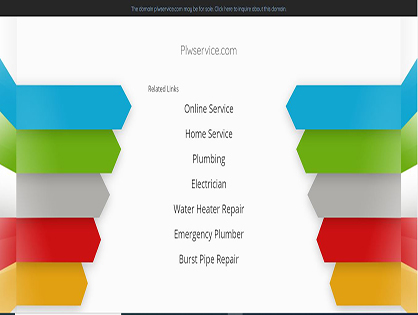 The domain plwservice.com may be for sale. Click here to inquire about this domain.
Plwservice.com
Related Links
Online Service
Home Service
Plumbing
Electrician
Water Heater Repair
Emergency Plumber
Burst Pipe Repair